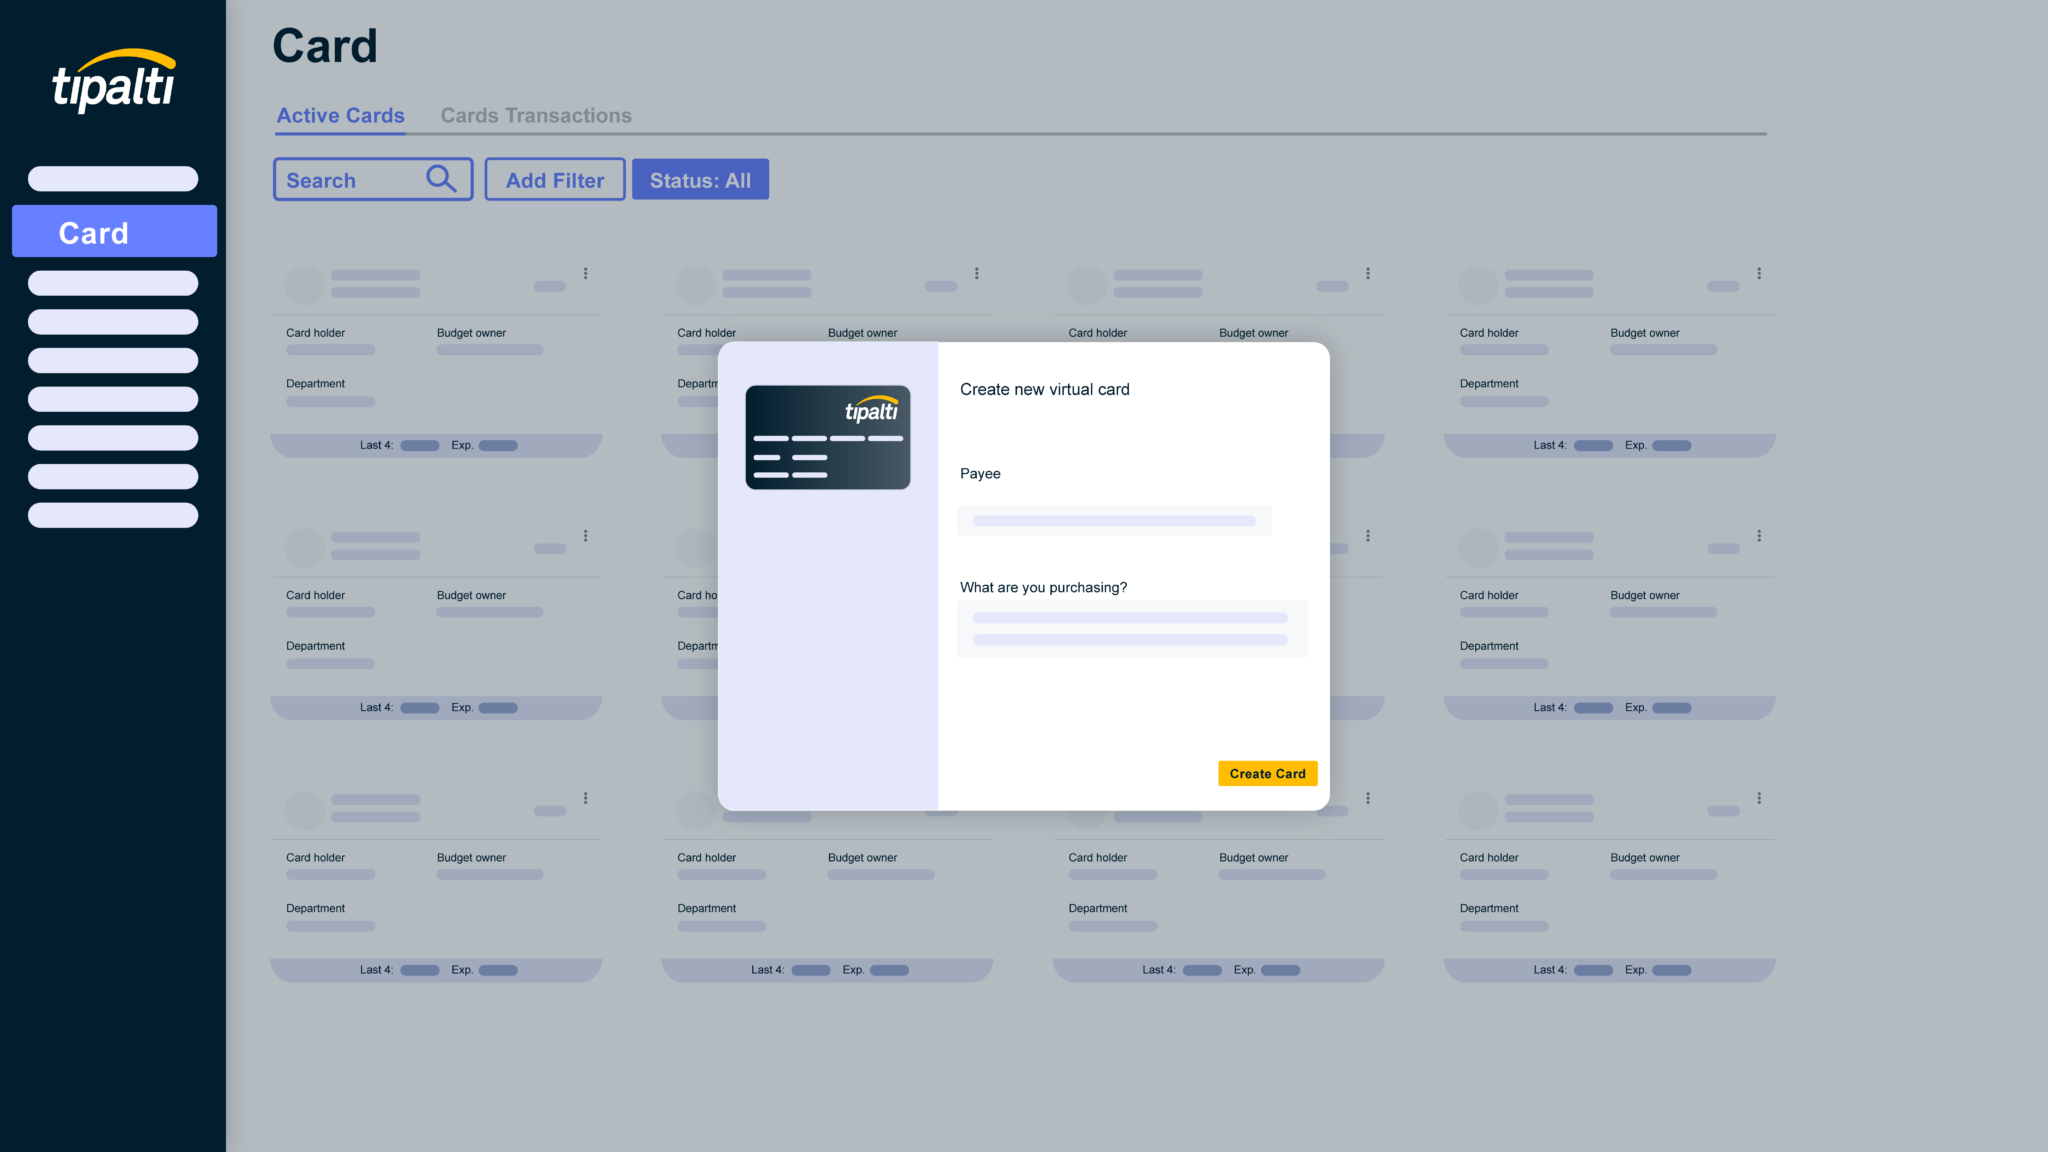 tipalti
Card
Card
Active Cards Cards Transactions
Search Add Filter Status: All
Card holder Budget owner
Department
Last 4: Exp.
Card holder Budget owner
Departm
Card holder Budget owner
Card holder Budget owner
Department
Last 4: Exp.
Card holder Budget owner
Department
Last 4: Exp.
Card ho
Departm
Card holder Budget owner
Department
Last 4: Exp.
Card holder Budget owner
Department
Last 4: Exp.
Card holder Budget owner
Department
Last 4: Exp.
Card holder Budget owner
Department
Last 4: Exp.
Card holder Budget owner
Department
Last 4: Exp.
tipalti
Create new virtual card
Payee
What are you purchasing?
Create Card